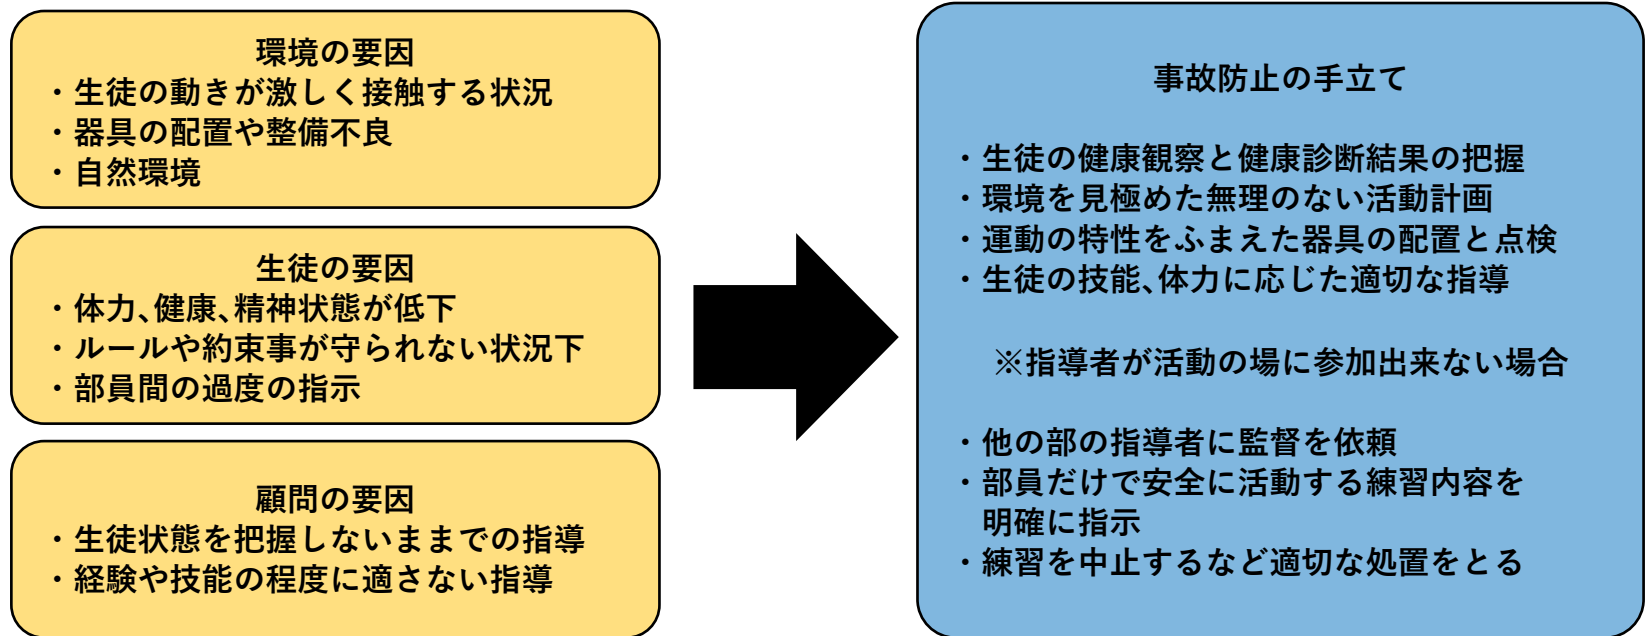 環境の要因
・生徒の動きが激しく接触する状況
・器具の配置や整備不良
・自然環境
生徒の要因
・体力、健康、精神状態が低下
・ルールや約束事が守られない状況下
・部員間の過度の指示
顧問の要因
・生徒状態を把握しないままでの指導
・経験や技能の程度に適さない指導
事故防止の手立て
・生徒の健康観察と健康診断結果の把握
・環境を見極めた無理のない活動計画
・運動の特性をふまえた器具の配置と点検
・生徒の技能、体力に応じた適切な指導
※指導者が活動の場に参加出来ない場合
・他の部の指導者に監督を依頼
・部員だけで安全に活動する練習内容を
明確に指示
・練習を中止するなど適切な処置をとる